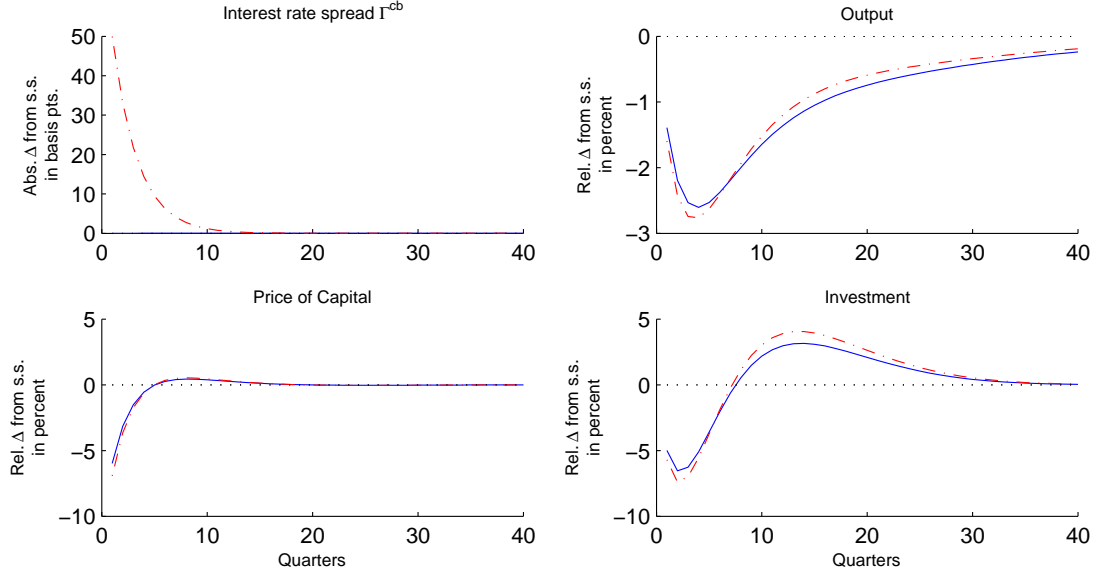 Interest rate spread Γcb
Abs. Δ from s.s.
in basis pts.
50
40
30
20
10
0
0 10 20 30 40
Output
Rel. Δ from s.s.
in percent
0
−1
−2
−3
0 10 20 30 40
Price of Capital
Rel. Δ from s.s.
in percent
5
0
−5
−10
0 10 20 30 40
Quarters
Investment
Rel. Δ from s.s.
in percent
5
0
−5
−10
0 10 20 30 40
Quarters